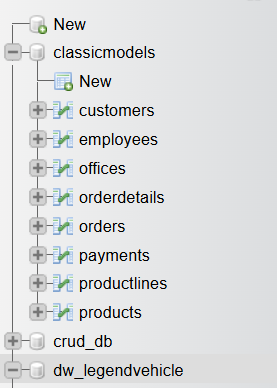 New
classicmodels
New
customers
employees
offices
orderdetails
orders
payments
productlines
products
crud_db
dw_legendvehicle